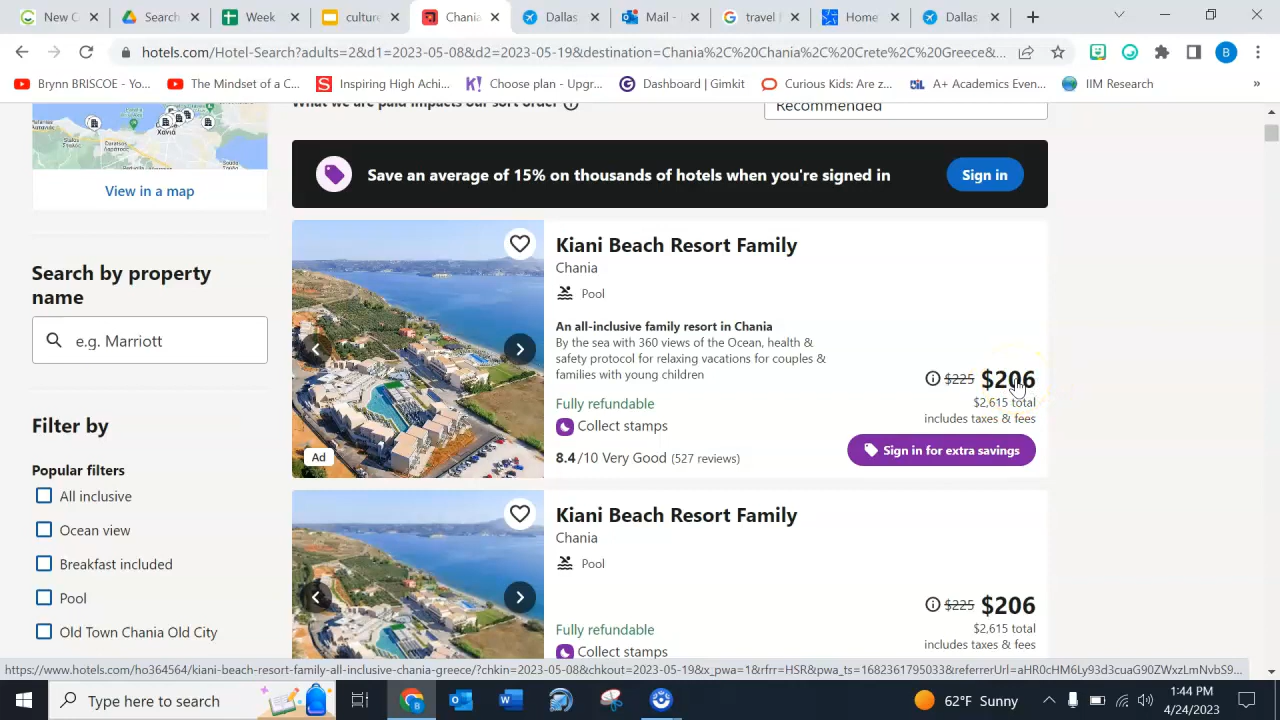 New C
Search
Week
culture
Chania
Dallas
Mail -
travel
Home
Dallas
hotels.com/Hotel-Search?adults=2&d1=2023-05-08&d2=2023-05-19&destination=Chania%2C%20Chania%2C%20Crete%2C%20Greece&...
B
Brynn BRISCOE - Yo...
The Mindset of a C...
Inspiring High Achi...
Choose plan - Upgr...
Dashboard | Gimkit
Curious Kids: Are z...
A+ Academics Even...
IIM Research
»
What we are paid impacts our sort order
Recommended
View in a map
Save an average of 15% on thousands of hotels when you're signed in
Sign in
Search by property
name
e.g. Marriott
Filter by
Popular filters
All inclusive
Ocean view
Breakfast included
Pool
Old Town Chania Old City
Kiani Beach Resort Family
Chania
Pool
An all-inclusive family resort in Chania
By the sea with 360 views of the Ocean, health &
safety protocol for relaxing vacations for couples &
families with young children
Fully refundable
Collect stamps
8.4/10 Very Good (527 reviews)
Ad
$225 $206
$2,615 total
includes taxes & fees
Sign in for extra savings
Kiani Beach Resort Family
Chania
Pool
Fully refundable
Collect stamps
$225 $206
$2,615 total
includes taxes & fees
https://www.hotels.com/ho364564/kiani-beach-resort-family-all-inclusive-chania-greece/?chkin=2023-05-08&chkout=2023-05-19&x_pwa=1&rfrr=HSR&pwa_ts=1682361795033&referrerUrl=aHR0cHM6Ly93d3cuaG90ZWxzLmNvbS9...
Type here to search
62°F Sunny
1:44 PM
4/24/2023